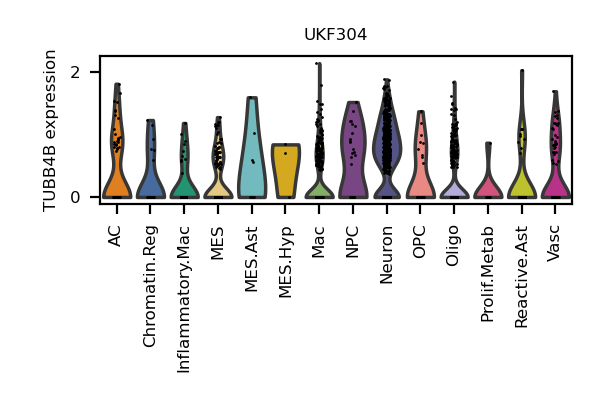 UKF304
TUBB4B expression
2
0
AC
Chromatin.Reg
Inflammatory.Mac
MES
MES.Ast
MES.Hyp
Mac
NPC
Neuron
OPC
Oligo
Prolif.Metab
Reactive.Ast
Vasc